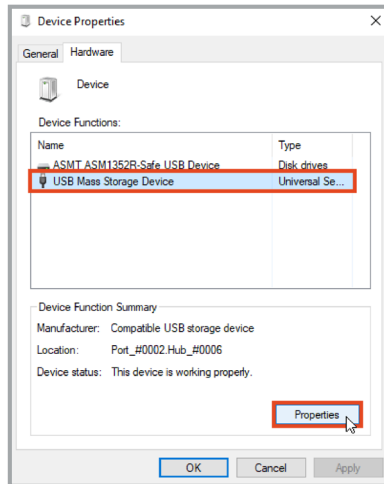 Device Properties
General Hardware
Device
Device Functions:
Name Type
ASMT ASM1352R-Safe USB Device Disk drives
USB Mass Storage Device Universal Se...
Device Function Summary
Manufacturer: Compatible USB storage device
Location: Port_#0002.Hub_#0006
Device status: This device is working properly.
Properties
OK Cancel Apply